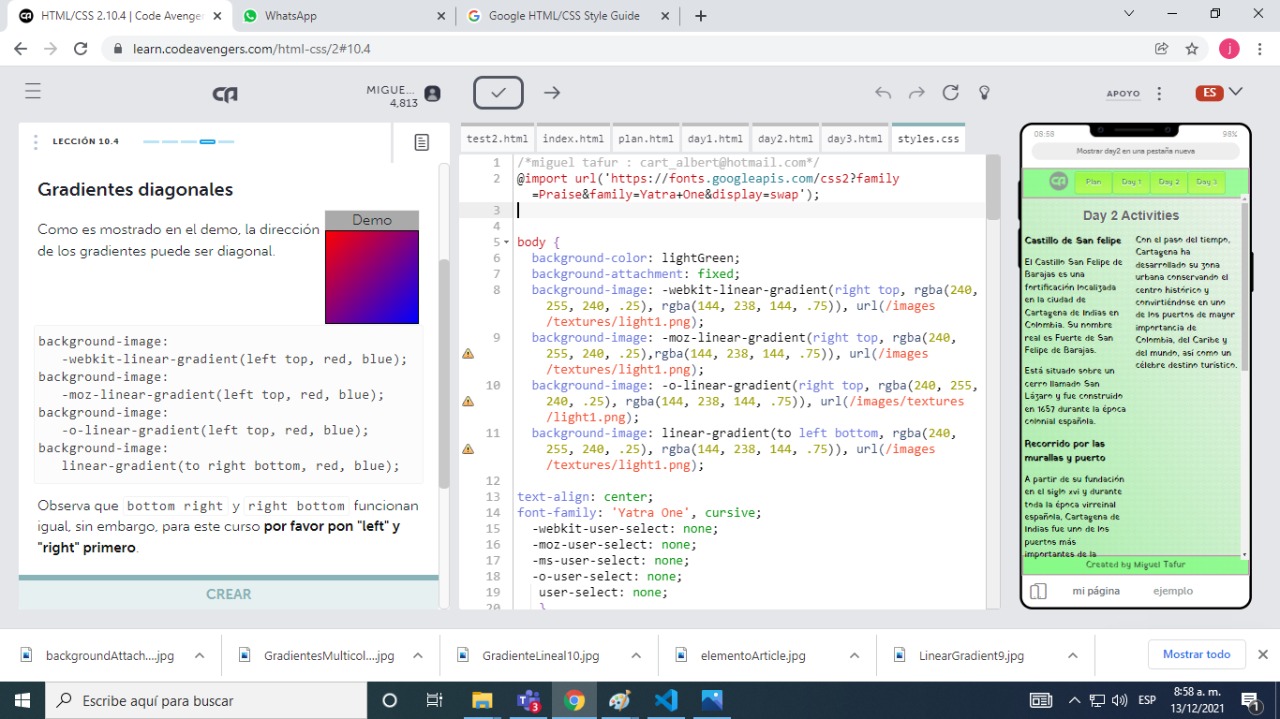 HTML/CSS 2.10.4 | Code Avenge
WhatsApp
Google HTML/CSS Style Guide
learn.codeavengers.com/html-css/2#10.4
j
MIGUE...
4,813
APOYO
ES
LECCIÓN 10.4
Gradientes diagonales
Como es mostrado en el demo, la dirección
de los gradientes puede ser diagonal.
Demo
background-image:
-webkit-linear-gradient(left top, red, blue);
background-image:
-moz-linear-gradient(left top, red, blue);
background-image:
-o-linear-gradient(left top, red, blue);
background-image:
linear-gradient(to right bottom, red, blue);
Observa que bottom right y right bottom funcionan
igual, sin embargo, para este curso por favor pon "left" y
"right" primero.
CREAR
test2.html index.html plan.html day1.html day2.html day3.html styles.css
1 /*miguel tafur : cart_albert@hotmail.com*/
2 @import url('https://fonts.googleapis.com/css2?family
=Praise&family=Yatra+One&display=swap');
3
4
5 body {
6 background-color: lightGreen;
7 background-attachment: fixed;
8 background-image: -webkit-linear-gradient(right top, rgba(240,
255, 240, .25), rgba(144, 238, 144, .75)), url(/images
/textures/light1.png);
9 background-image: -moz-linear-gradient(right top, rgba(240,
255, 240, .25),rgba(144, 238, 144, .75)), url(/images
/textures/light1.png);
10 background-image: -o-linear-gradient(right top, rgba(240, 255,
240, .25), rgba(144, 238, 144, .75)), url(/images/textures
/light1.png);
11 background-image: linear-gradient(to left bottom, rgba(240,
255, 240, .25), rgba(144, 238, 144, .75)), url(/images
/textures/light1.png);
12
13 text-align: center;
14 font-family: 'Yatra One', cursive;
15 -webkit-user-select: none;
16 -moz-user-select: none;
17 -ms-user-select: none;
18 -o-user-select: none;
19 user-select: none;
20 }
08:58
98%
Mostrar day2 en una pestaña nueva
Plan Day 1 Day 2 Day 3
Day 2 Activities
Castillo de San felipe
El Castillo San Felipe de
Barajas es una
fortificación localizada
en la ciudad de
Cartagena de Indias en
Colombia. Su nombre
real es Fuerte de San
Felipe de Barajas.
Está situado sobre un
cerro llamado San
Lázaro y fue construido
en 1657 durante la época
colonial española.
Recorrido por las
murallas y puerto
A partir de su fundación
en el siglo xvi y durante
toda la época virreinal
española, Cartagena de
Indias fue uno de los
puertos más
importantes de la
Con el paso del tiempo,
Cartagena ha
desarrollado su zona
urbana conservando el
centro histórico y
convirtiéndose en uno
de los puertos de mayor
importancia de
Colombia, del Caribe y
del mundo, así como un
célebre destino turístico.
Created by Miguel Tafur
mi página
ejemplo
backgroundAttach....jpg
GradientesMulticol....jpg
GradienteLineal10.jpg
elementoArticle.jpg
LinearGradient9.jpg
Mostrar todo
Escribe aquí para buscar
3
ESP
8:58 a. m.
13/12/2021
1